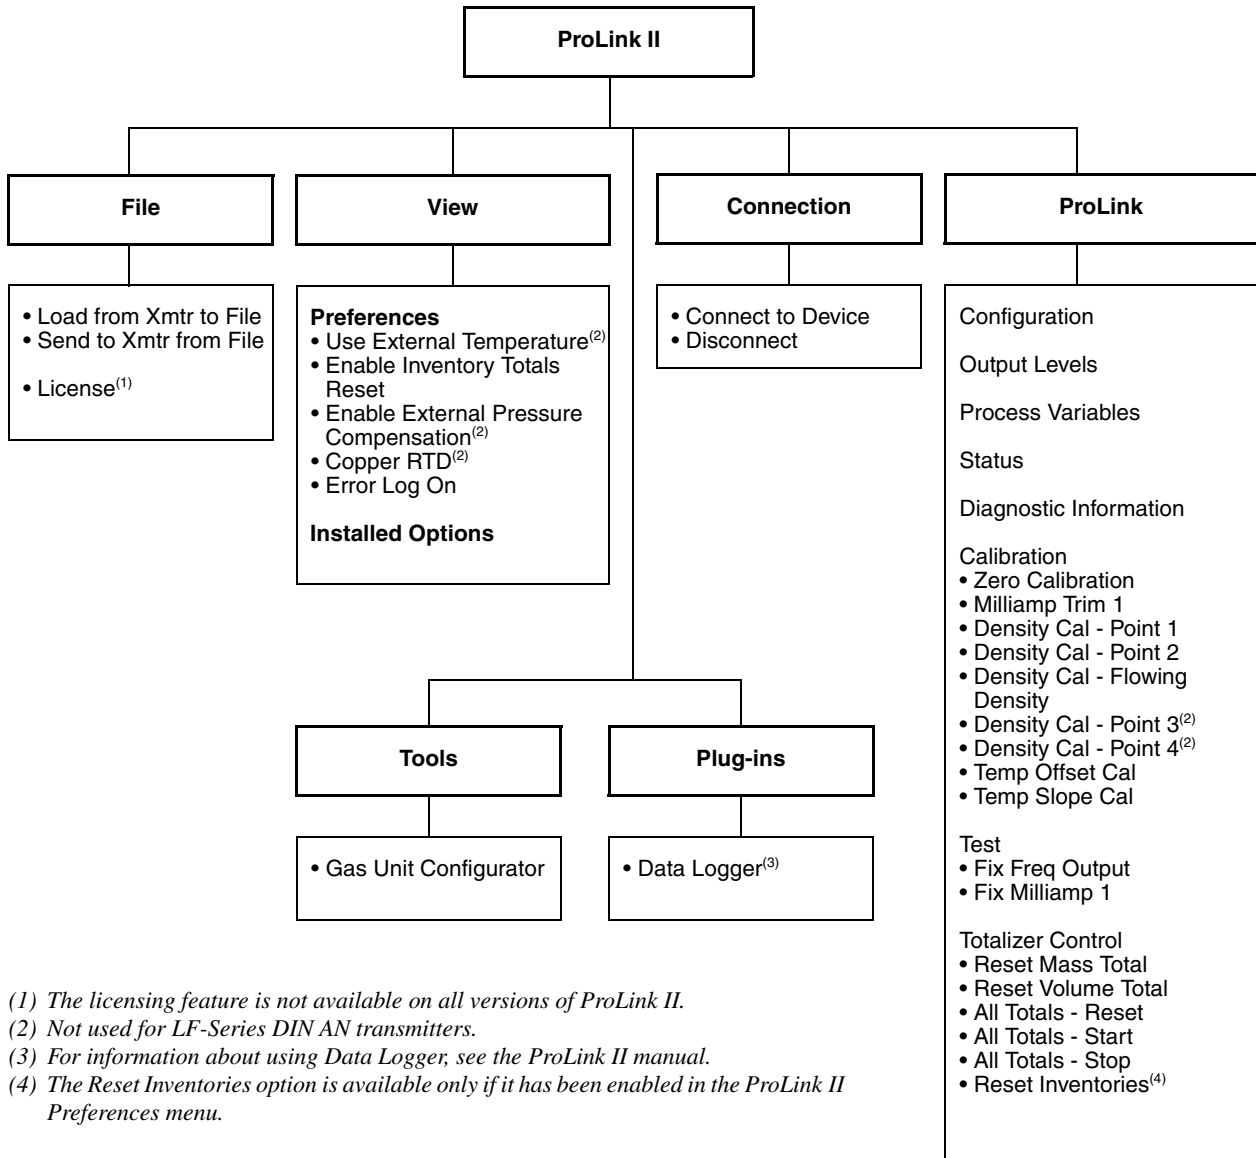 ProLink II
File
View
Connection
ProLink
• Load from Xmtr to File
• Send to Xmtr from File
• License(1)
Preferences
• Use External Temperature(2)
• Enable Inventory Totals
Reset
• Enable External Pressure
Compensation(2)
• Copper RTD(2)
• Error Log On
Installed Options
• Connect to Device
• Disconnect
Configuration
Output Levels
Process Variables
Status
Diagnostic Information
Calibration
• Zero Calibration
• Milliamp Trim 1
• Density Cal - Point 1
• Density Cal - Point 2
• Density Cal - Flowing
Density
• Density Cal - Point 3(2)
• Density Cal - Point 4(2)
• Temp Offset Cal
• Temp Slope Cal
Test
• Fix Freq Output
• Fix Milliamp 1
Totalizer Control
• Reset Mass Total
• Reset Volume Total
• All Totals - Reset
• All Totals - Start
• All Totals - Stop
• Reset Inventories(4)
Tools
Plug-ins
• Gas Unit Configurator
• Data Logger(3)
(1) The licensing feature is not available on all versions of ProLink II.
(2) Not used for LF-Series DIN AN transmitters.
(3) For information about using Data Logger, see the ProLink II manual.
(4) The Reset Inventories option is available only if it has been enabled in the ProLink II
Preferences menu.